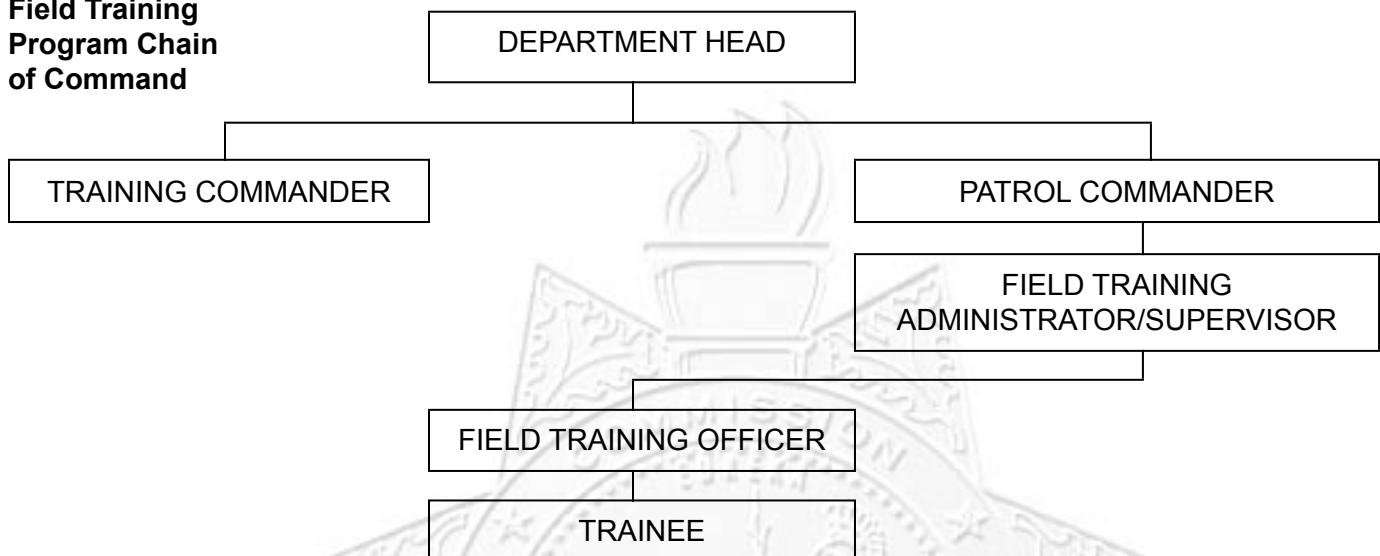 Field Training
Program Chain
of Command
DEPARTMENT HEAD
TRAINING COMMANDER
PATROL COMMANDER
FIELD TRAINING
ADMINISTRATOR/SUPERVISOR
FIELD TRAINING OFFICER
TRAINEE
COMMISSION